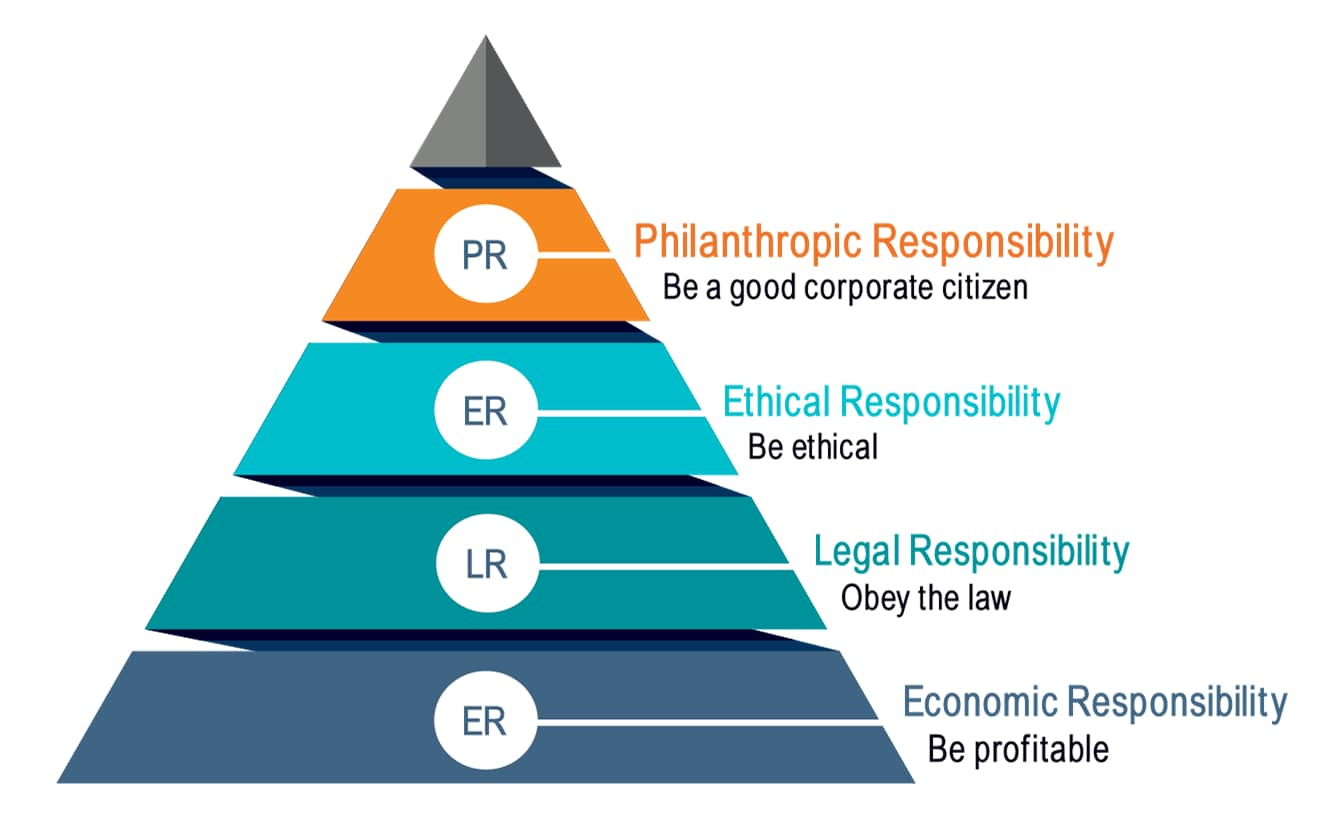 PR
Philanthropic Responsibility
Be a good corporate citizen
ER
Ethical Responsibility
Be ethical
LR
Legal Responsibility
Obey the law
ER
Economic Responsibility
Be profitable